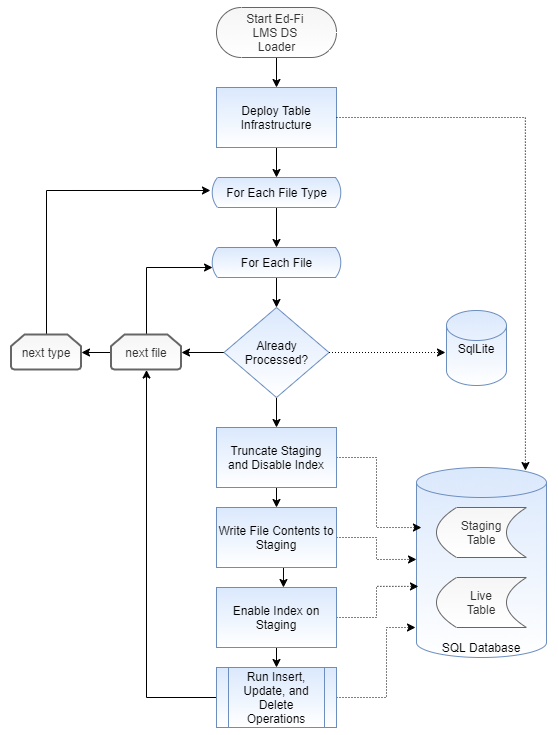 Start Ed-Fi
LMS DS
Loader
Deploy Table
Infrastructure
For Each File Type
For Each File
next type
next file
Already
Processed?
SqlLite
Truncate Staging
and Disable Index
Write File Contents to
Staging
Staging
Table
Enable Index on
Staging
Live
Table
SQL Database
Run Insert,
Update, and
Delete
Operations